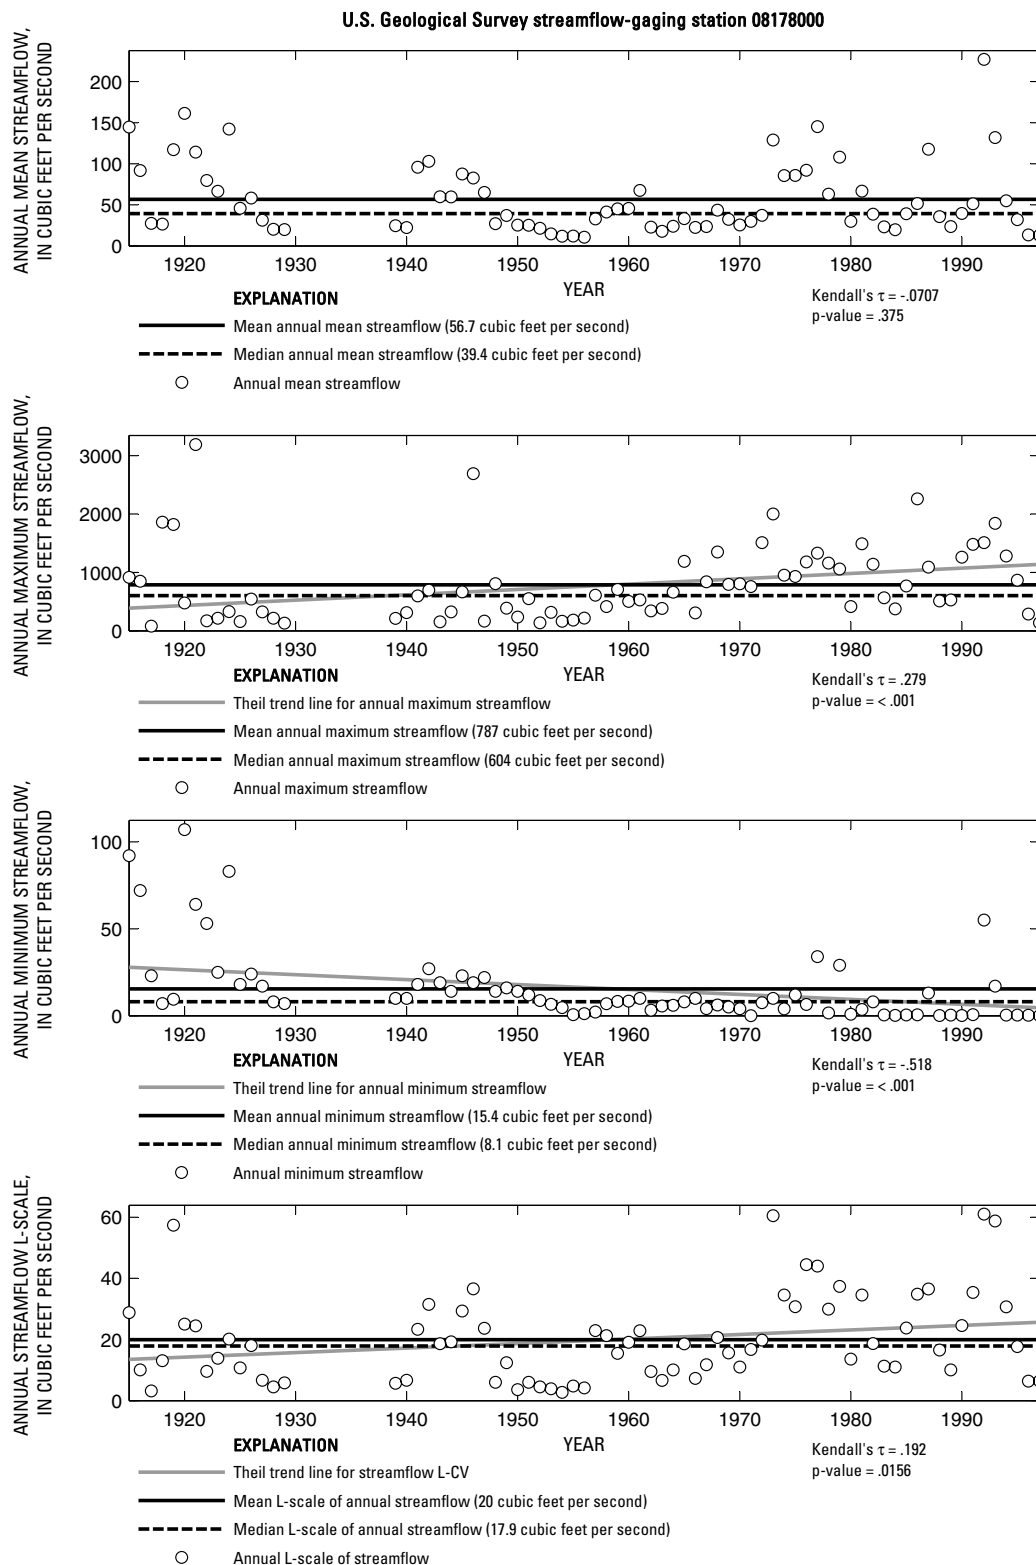 U.S. Geological Survey streamflow-gaging station 08178000
ANNUAL MEAN STREAMFLOW,
IN CUBIC FEET PER SECOND
200
150
100
50
0
1920 1930 1940 1950 1960 1970 1980 1990
YEAR
EXPLANATION
Mean annual mean streamflow (56.7 cubic feet per second)
Median annual mean streamflow (39.4 cubic feet per second)
Annual mean streamflow
Kendall's τ = -.0707
p-value = .375
ANNUAL MAXIMUM STREAMFLOW,
IN CUBIC FEET PER SECOND
3000
2000
1000
0
1920 1930 1940 1950 1960 1970 1980 1990
YEAR
EXPLANATION
Theil trend line for annual maximum streamflow
Mean annual maximum streamflow (787 cubic feet per second)
Median annual maximum streamflow (604 cubic feet per second)
Annual maximum streamflow
Kendall's τ = .279
p-value = < .001
ANNUAL MINIMUM STREAMFLOW,
IN CUBIC FEET PER SECOND
100
50
0
1920 1930 1940 1950 1960 1970 1980 1990
YEAR
EXPLANATION
Theil trend line for annual minimum streamflow
Mean annual minimum streamflow (15.4 cubic feet per second)
Median annual minimum streamflow (8.1 cubic feet per second)
Annual minimum streamflow
Kendall's τ = -.518
p-value = < .001
ANNUAL STREAMFLOW L-SCALE,
IN CUBIC FEET PER SECOND
60
40
20
0
1920 1930 1940 1950 1960 1970 1980 1990
YEAR
EXPLANATION
Theil trend line for streamflow L-CV
Mean L-scale of annual streamflow (20 cubic feet per second)
Median L-scale of annual streamflow (17.9 cubic feet per second)
Annual L-scale of streamflow
Kendall's τ = .192
p-value = .0156